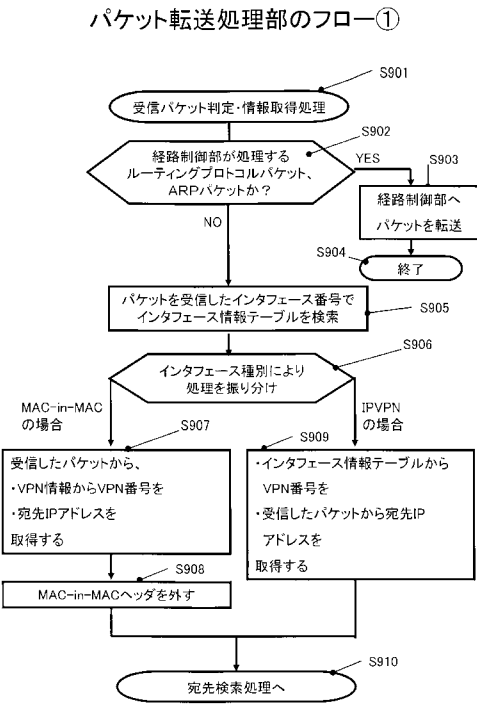 パケット転送処理部のフロー①
S901
受信パケット判定・情報取得処理
S902
経路制御部が処理する
ルーティングプロトコルパケット、
ARPパケットか？
YES
S903
経路制御部へ
パケットを転送
NO
S904
終了
パケットを受信したインタフェース番号で
インタフェース情報テーブルを検索
S905
S906
インタフェース種別により
処理を振り分け
MAC-in-MAC
の場合
IPVPN
の場合
S907
受信したパケットから、
・VPN情報からVPN番号を
・宛先IPアドレスを
取得する
S909
・インタフェース情報テーブルから
VPN番号を
・受信したパケットから宛先IP
アドレスを
取得する
S908
MAC-in-MACヘッダを外す
S910
宛先検索処理へ